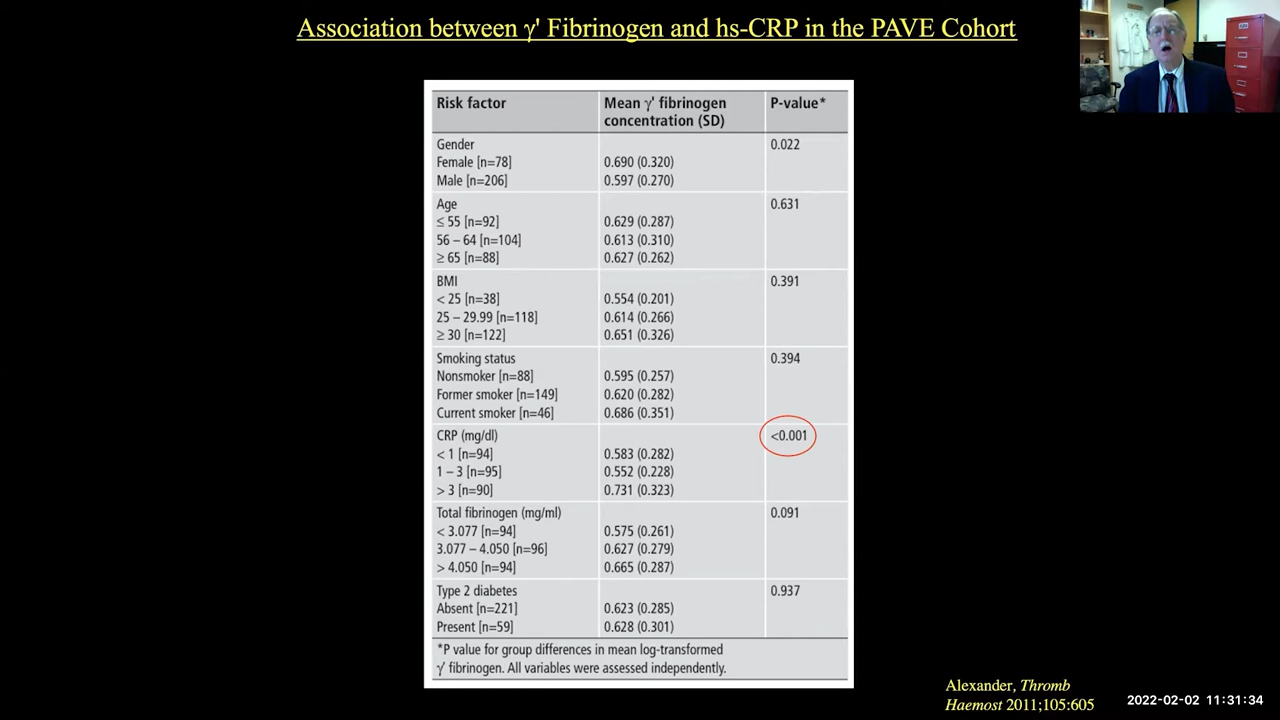 Association between γ' Fibrinogen and hs-CRP in the PAVE Cohort
Risk factor Mean γ' fibrinogen concentration (SD) P-value*
Gender 0.022
Female [n=78] 0.690 (0.320)
Male [n=206] 0.597 (0.270)
Age 0.631
≤ 55 [n=92] 0.629 (0.287)
56 – 64 [n=104] 0.613 (0.310)
≥ 65 [n=88] 0.627 (0.262)
BMI 0.391
< 25 [n=38] 0.554 (0.201)
25 – 29.99 [n=118] 0.614 (0.266)
≥ 30 [n=122] 0.651 (0.326)
Smoking status 0.394
Nonsmoker [n=88] 0.595 (0.257)
Former smoker [n=149] 0.620 (0.282)
Current smoker [n=46] 0.686 (0.351)
CRP (mg/dl) <0.001
< 1 [n=94] 0.583 (0.282)
1 – 3 [n=95] 0.552 (0.228)
> 3 [n=90] 0.731 (0.323)
Total fibrinogen (mg/ml) 0.091
< 3.077 [n=94] 0.575 (0.261)
3.077 – 4.050 [n=96] 0.627 (0.279)
> 4.050 [n=94] 0.665 (0.287)
Type 2 diabetes 0.937
Absent [n=221] 0.623 (0.285)
Present [n=59] 0.628 (0.301)
*P value for group differences in mean log-transformed
γ' fibrinogen. All variables were assessed independently.
Alexander, Thromb
Haemost 2011;105:605
2022-02-02 11:31:34